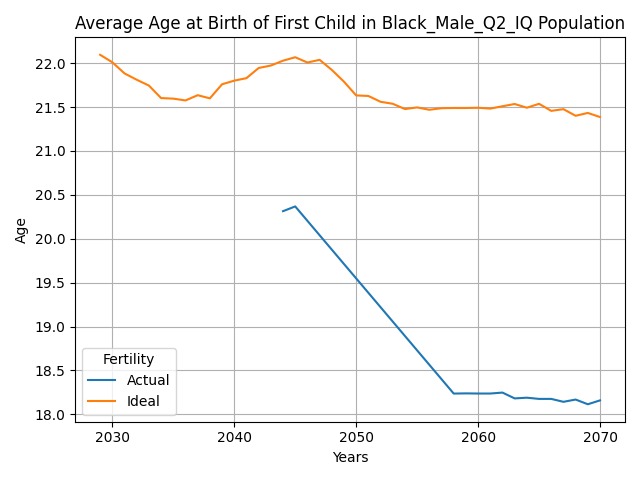 Average Age at Birth of First Child in Black_Male_Q2_IQ Population
22.0
21.5
21.0
20.5
20.0
19.5
19.0
18.5
18.0
Age
Fertility
Actual
Ideal
2030
2040
2050
2060
2070
Years